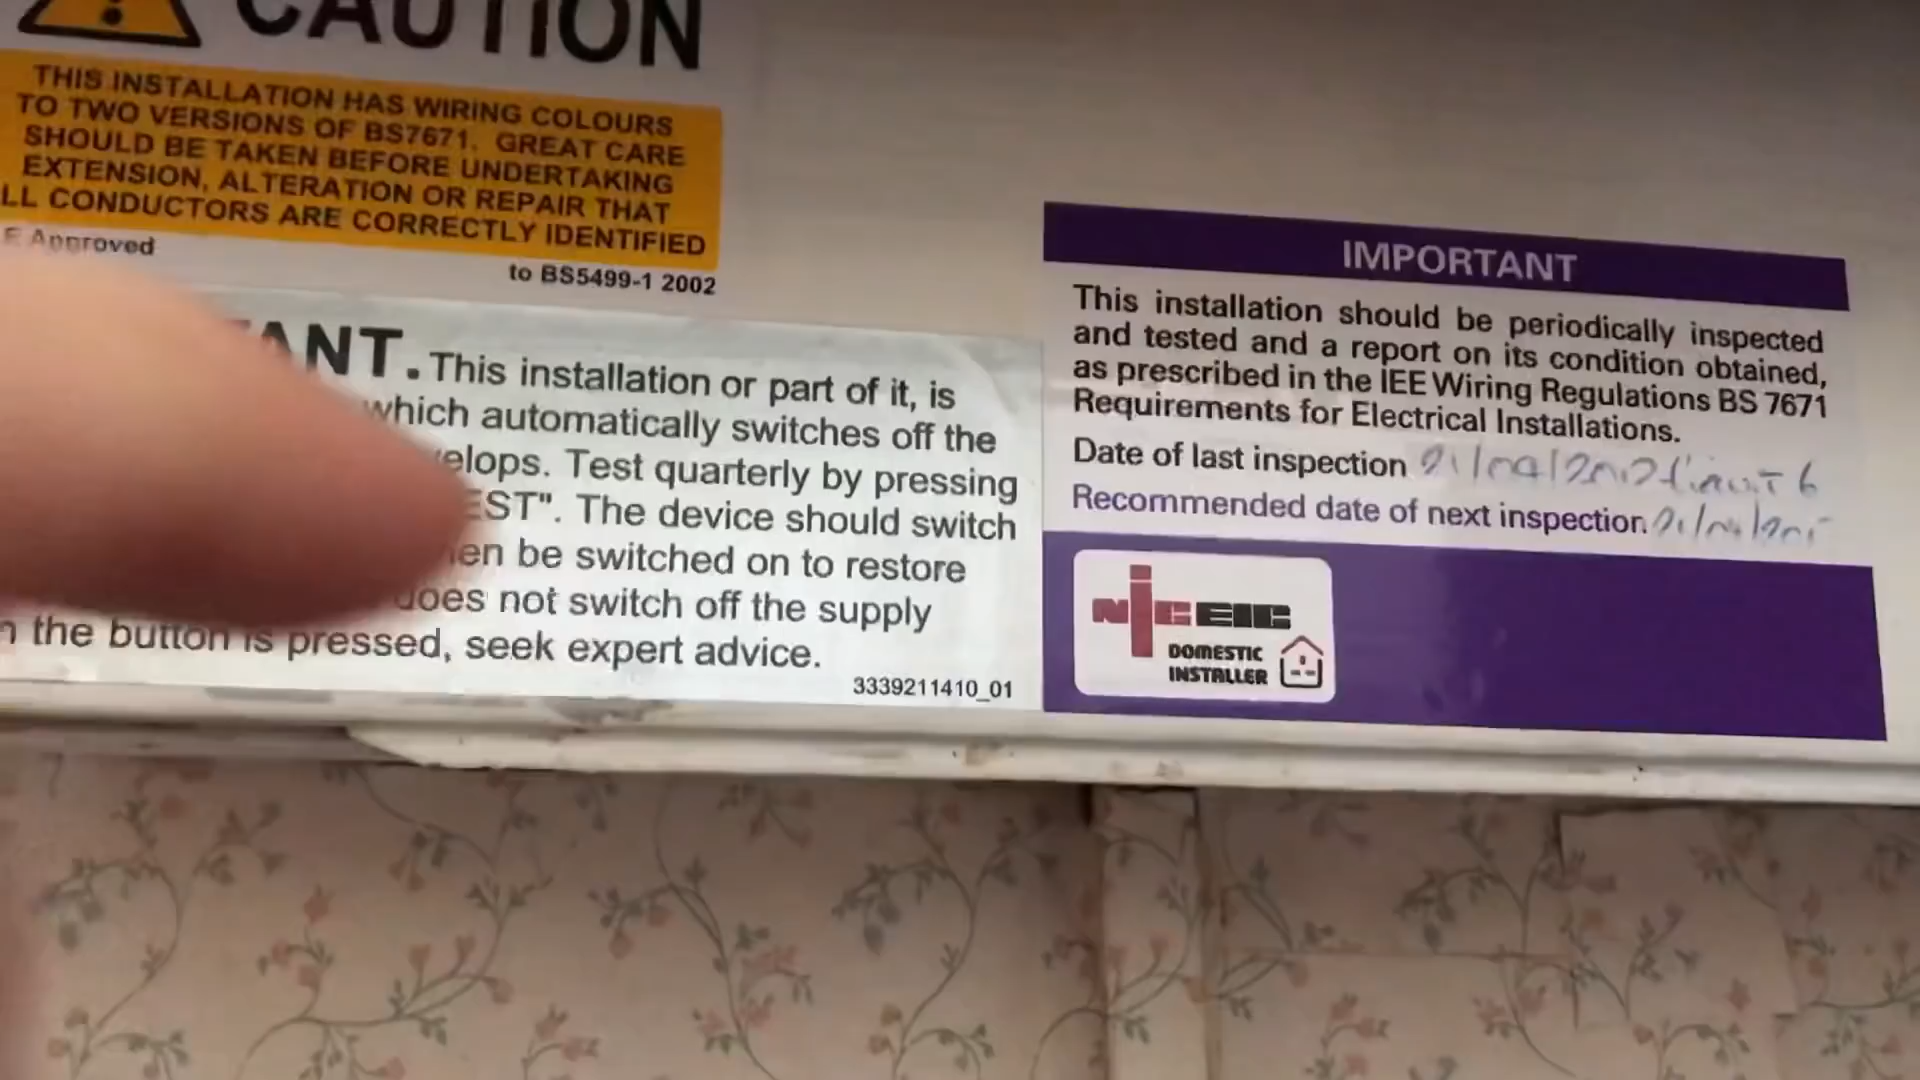 CAUTION
THIS INSTALLATION HAS WIRING COLOURS
TO TWO VERSIONS OF BS7671. GREAT CARE
SHOULD BE TAKEN BEFORE UNDERTAKING
EXTENSION, ALTERATION OR REPAIR THAT
LL CONDUCTORS ARE CORRECTLY IDENTIFIED
E Approved
to BS5499-1 2002
ANT. This installation or part of it, is
which automatically switches off the
elops. Test quarterly by pressing
EST". The device should switch
en be switched on to restore
does not switch off the supply
n the button is pressed, seek expert advice.
3339211410_01
IMPORTANT
This installation should be periodically inspected
and tested and a report on its condition obtained,
as prescribed in the IEE Wiring Regulations BS 7671
Requirements for Electrical Installations.
Date of last inspection
Recommended date of next inspection
NICEIC
DOMESTIC
INSTALLER